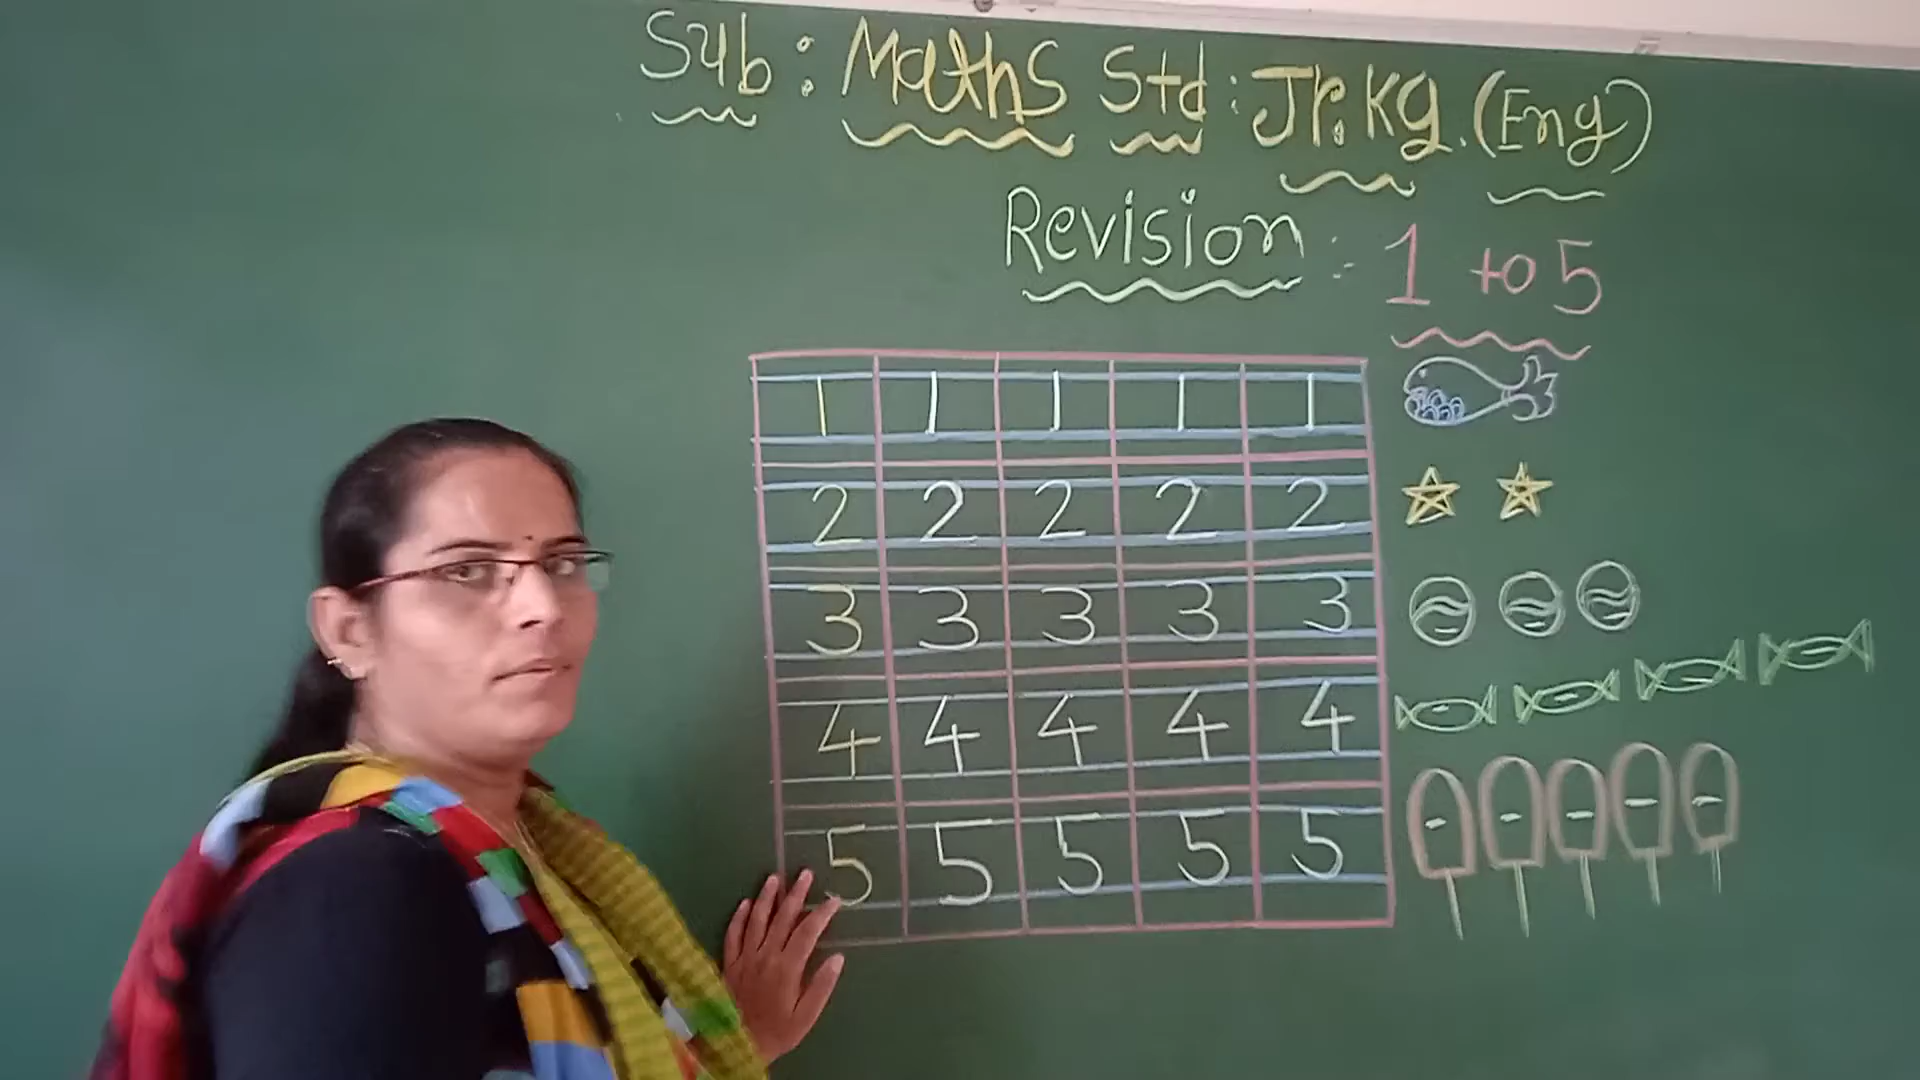 Sub : Maths Std : Jr. Kg. (Eng)
Revision :- 1 to 5
1 1 1 1 1
2 2 2 2 2
3 3 3 3 3
4 4 4 4 4
5 5 5 5 5